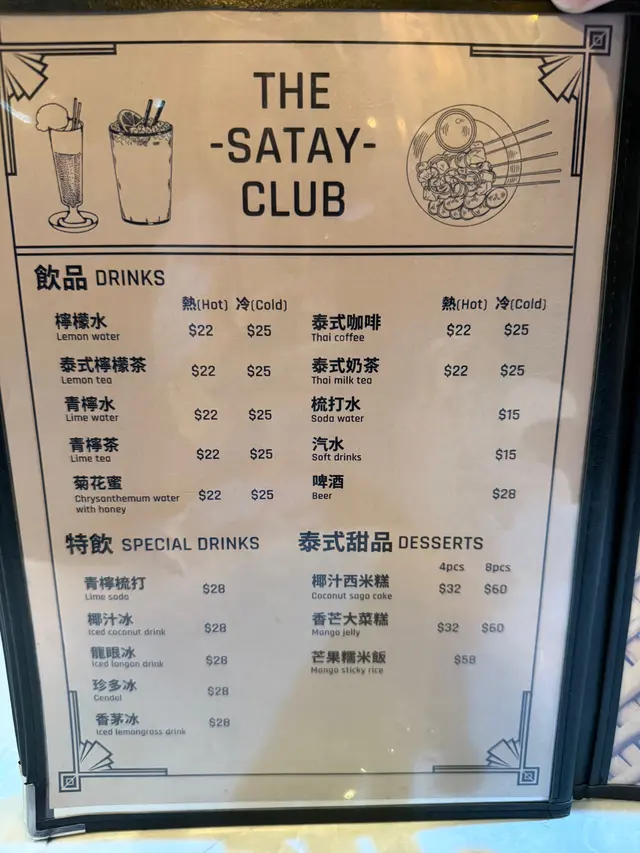 THE
-SATAY-
CLUB
飲品 DRINKS
熱(Hot) 冷(Cold)
檸檬水 $22 $25
Lemon water
泰式檸檬茶 $22 $25
Lemon tea
青檸水 $22 $25
Lime water
青檸茶 $22 $25
Lime tea
菊花蜜 $22 $25
Chrysanthemum water
with honey
熱(Hot) 冷(Cold)
泰式咖啡 $22 $25
Thai coffee
泰式奶茶 $22 $25
Thai milk tea
梳打水 $15
Soda water
汽水 $15
Soft drinks
啤酒 $28
Beer
特飲 SPECIAL DRINKS
青檸梳打 $28
Lime soda
椰汁冰 $28
Iced coconut drink
龍眼冰 $28
Iced longan drink
珍多冰 $28
Cendol
香茅冰 $28
Iced lemongrass drink
泰式甜品 DESSERTS
4pcs 8pcs
椰汁西米糕 $32 $60
Coconut sago cake
香芒大菜糕 $32 $60
Mango jelly
芒果糯米飯 $58
Mango sticky rice